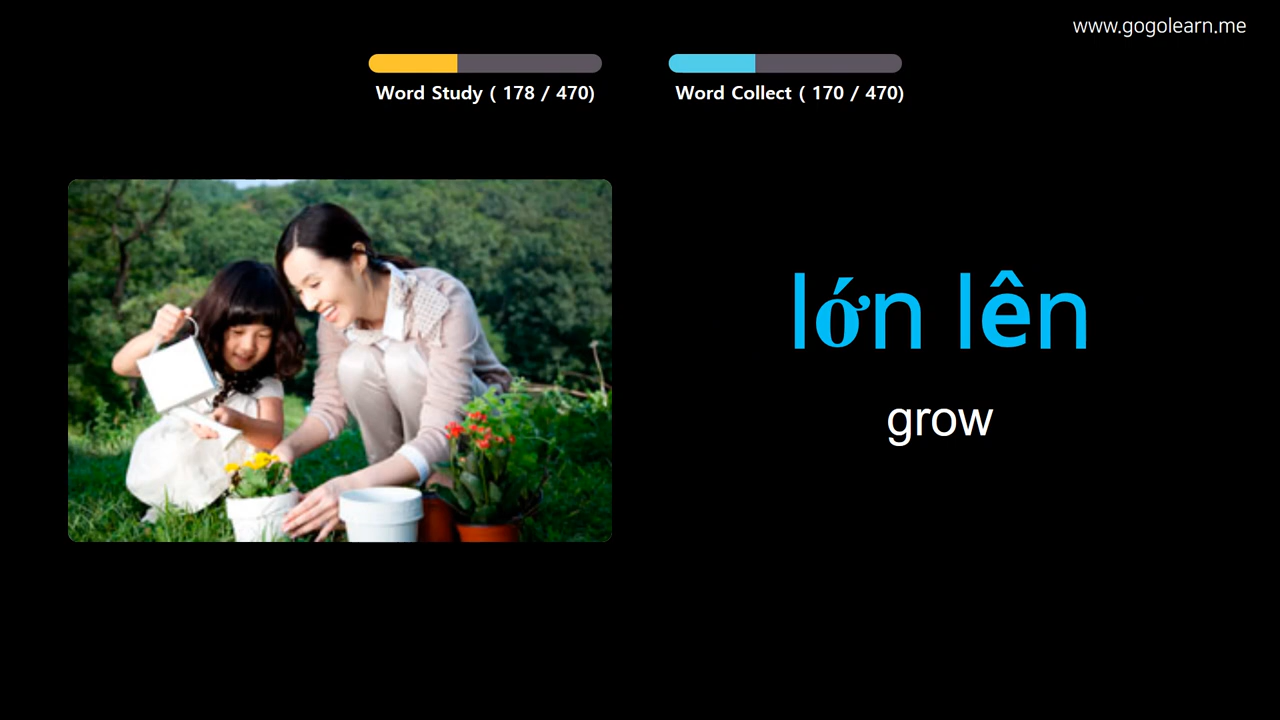 www.gogolearn.me
Word Study ( 178 / 470)
Word Collect ( 170 / 470)
lớn lên
grow